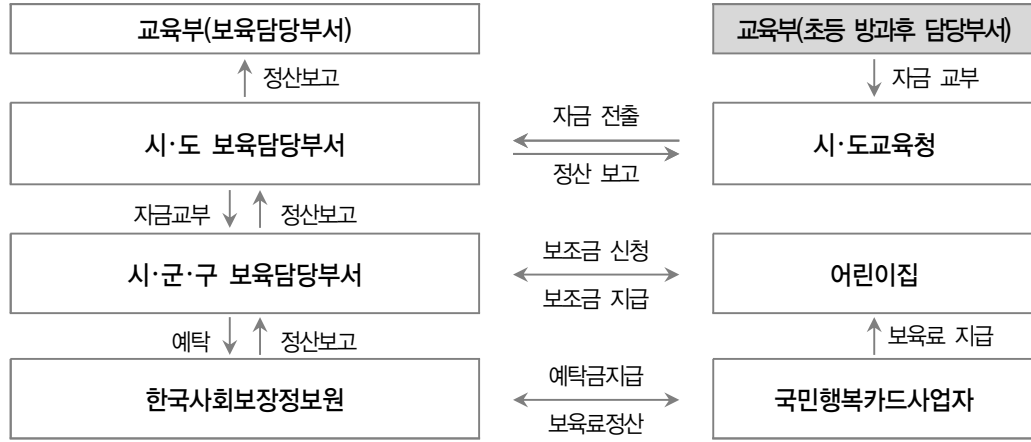 교육부(보육담당부서)
교육부(초등 방과후 담당부서)
정산보고
자금 교부
시·도 보육담당부서
자금 전출
정산 보고
시·도교육청
자금교부
정산보고
시·군·구 보육담당부서
보조금 신청
보조금 지급
어린이집
예탁
정산보고
보육료 지급
한국사회보장정보원
예탁금지급
보육료정산
국민행복카드사업자